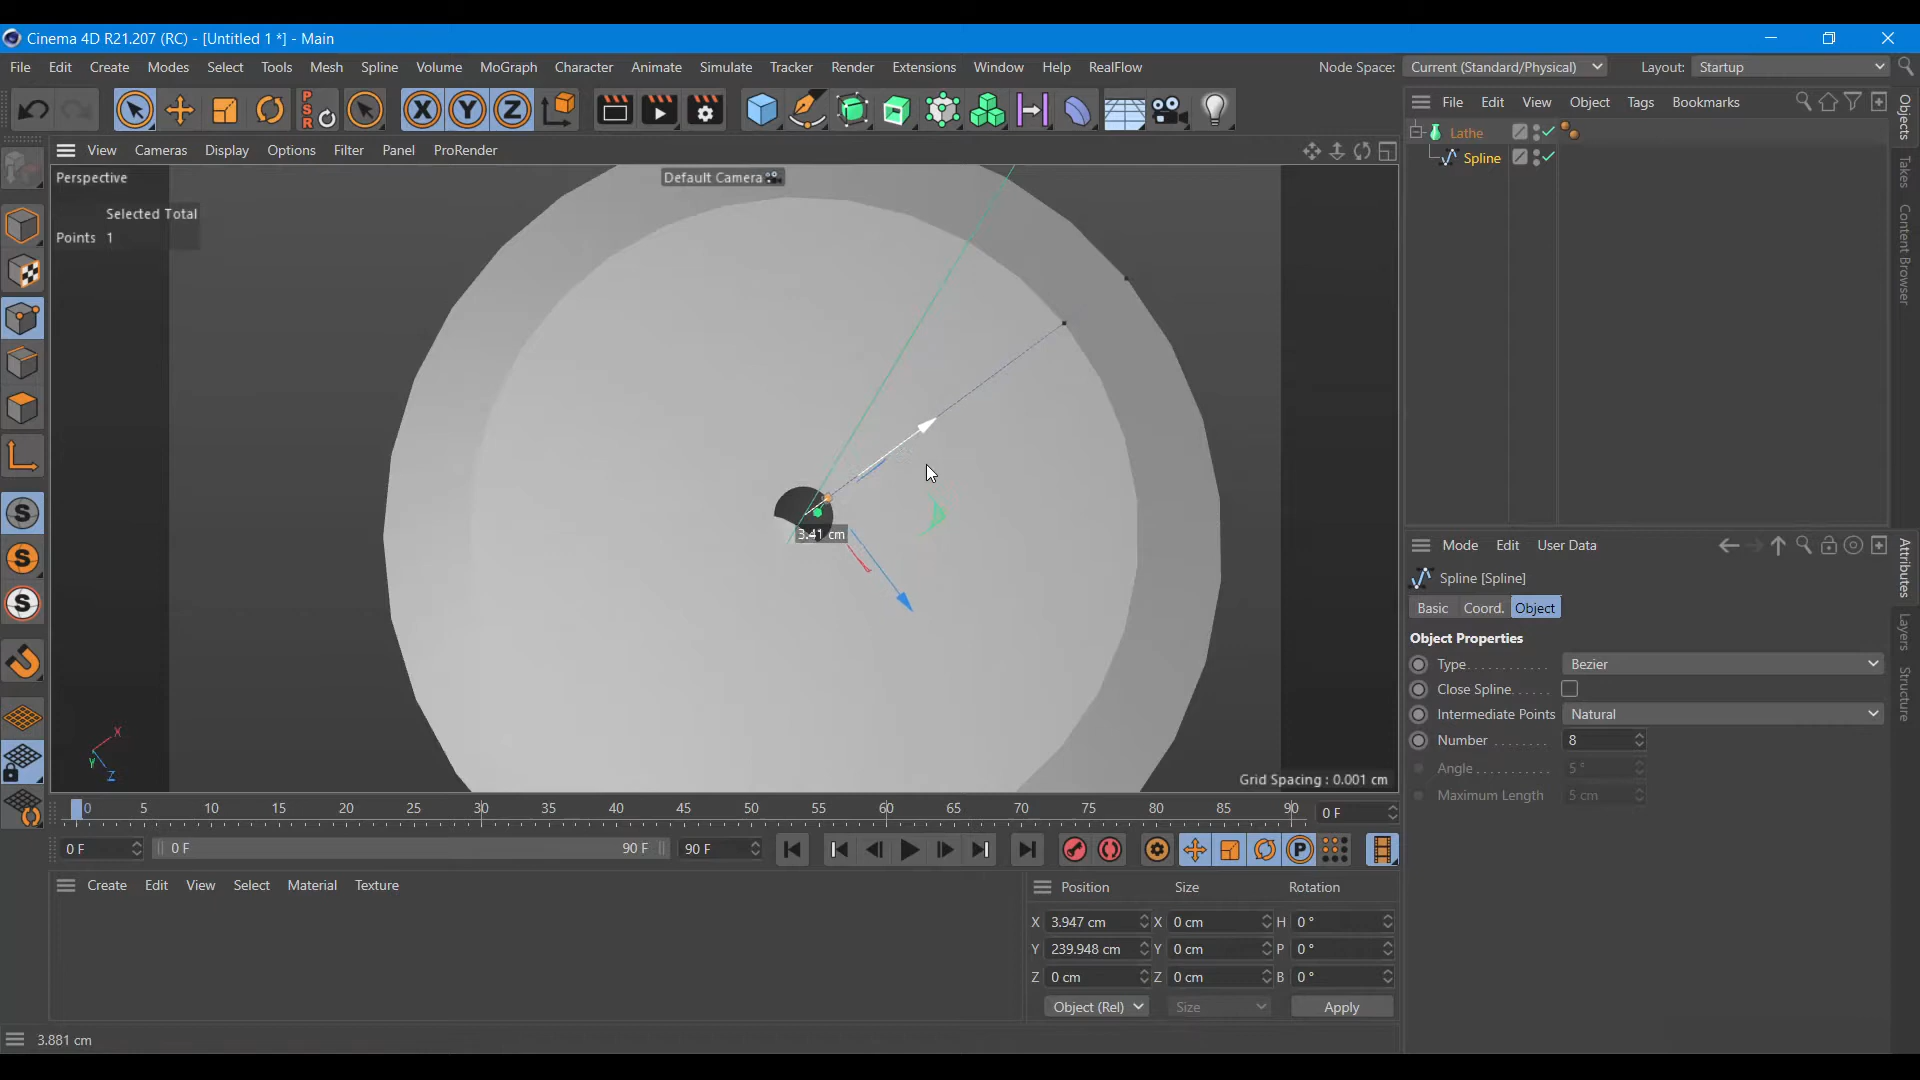 Cinema 4D R21.207 (RC) - [Untitled 1 *] - Main
File Edit Create Modes Select Tools Mesh Spline Volume MoGraph Character Animate Simulate Tracker Render Extensions Window Help RealFlow Node Space: Current (Standard/Physical) Layout: Startup
P
S
R
X Y Z
File Edit View Object Tags Bookmarks
Lathe
Spline
View Cameras Display Options Filter Panel ProRender
Perspective
Default Camera
Selected Total
Points 1
3.41 cm
X
Y
Z
Grid Spacing : 0.001 cm
S
S
S
Objects
Takes
Content Browser
Mode Edit User Data
Spline [Spline]
Basic Coord. Object
Object Properties
Type. . . . . . . . . . . . Bezier
Close Spline. . . . . .
Intermediate Points Natural
Number . . . . . . . . 8
Angle. . . . . . . . . . . 5 °
Maximum Length 5 cm
Attributes
Layers
Structure
0 5 10 15 20 25 30 35 40 45 50 55 60 65 70 75 80 85 90 0 F
0 F 0 F 90 F 90 F
P
Create Edit View Select Material Texture
Position Size Rotation
X 3.947 cm X 0 cm H 0 °
Y 239.948 cm Y 0 cm P 0 °
Z 0 cm Z 0 cm B 0 °
Object (Rel) Size Apply
3.881 cm